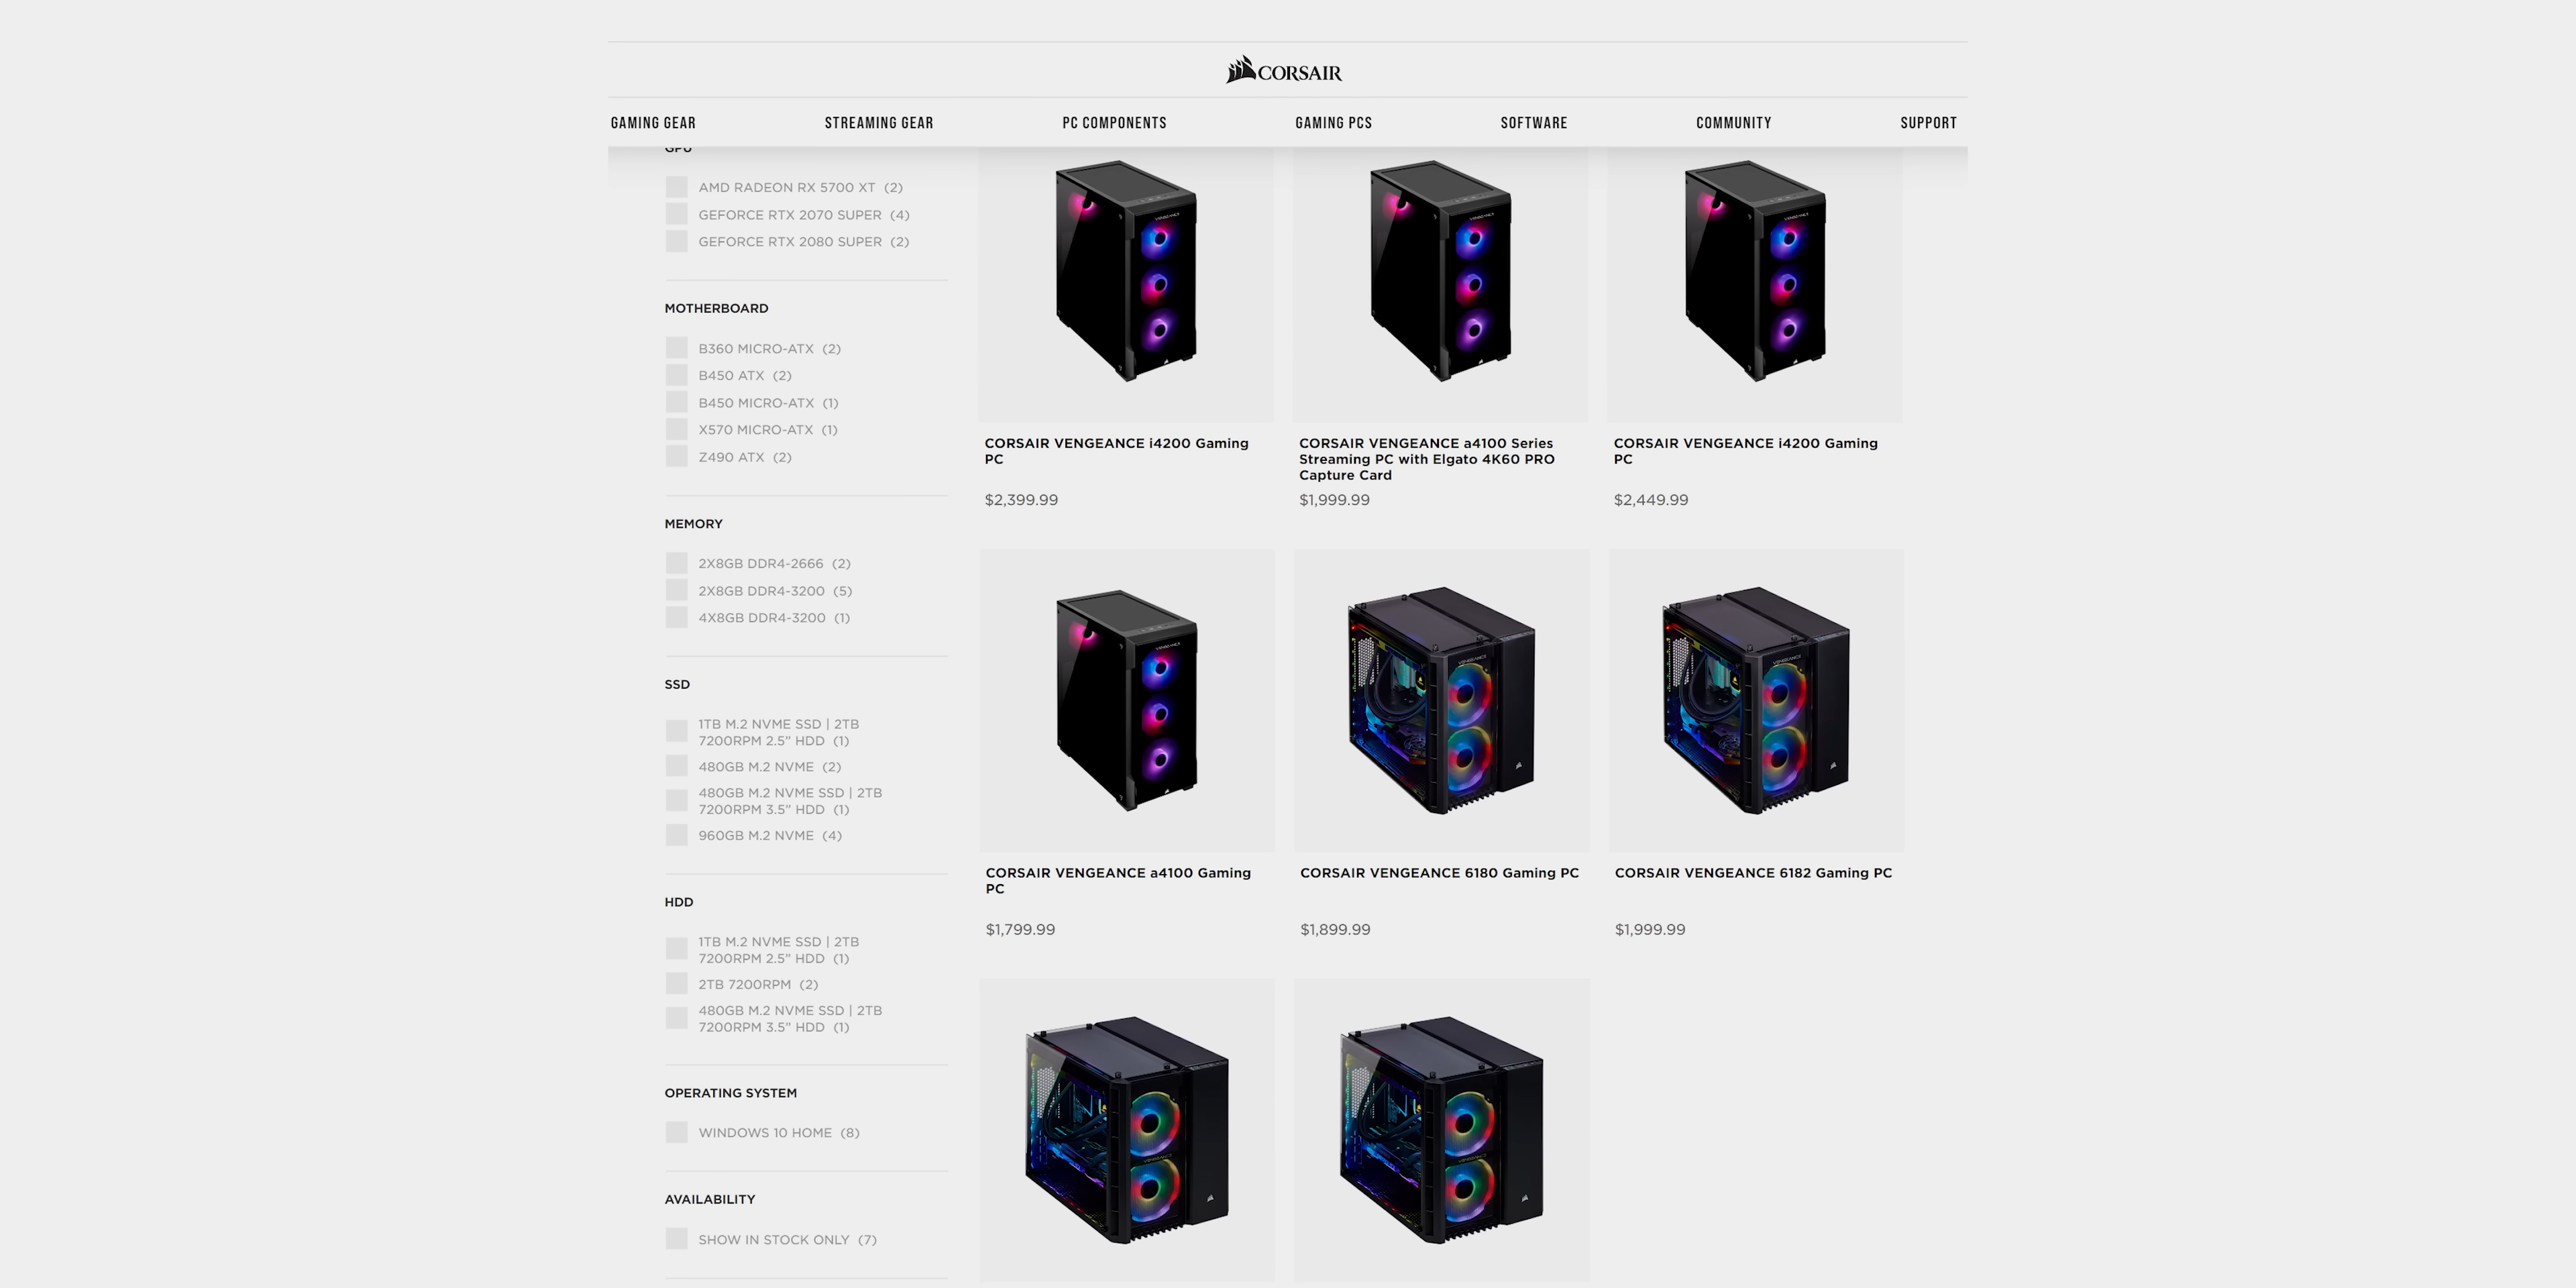 CORSAIR
GAMING GEAR
STREAMING GEAR
PC COMPONENTS
GAMING PCS
SOFTWARE
COMMUNITY
SUPPORT
GPU
AMD RADEON RX 5700 XT (2)
GEFORCE RTX 2070 SUPER (4)
GEFORCE RTX 2080 SUPER (2)
MOTHERBOARD
B360 MICRO-ATX (2)
B450 ATX (2)
B450 MICRO-ATX (1)
X570 MICRO-ATX (1)
Z490 ATX (2)
MEMORY
2X8GB DDR4-2666 (2)
2X8GB DDR4-3200 (5)
4X8GB DDR4-3200 (1)
SSD
1TB M.2 NVME SSD | 2TB
7200RPM 2.5" HDD (1)
480GB M.2 NVME (2)
480GB M.2 NVME SSD | 2TB
7200RPM 3.5" HDD (1)
960GB M.2 NVME (4)
HDD
1TB M.2 NVME SSD | 2TB
7200RPM 2.5" HDD (1)
2TB 7200RPM (2)
480GB M.2 NVME SSD | 2TB
7200RPM 3.5" HDD (1)
OPERATING SYSTEM
WINDOWS 10 HOME (8)
AVAILABILITY
SHOW IN STOCK ONLY (7)
VENGEANCE
CORSAIR VENGEANCE i4200 Gaming
PC
$2,399.99
VENGEANCE
CORSAIR VENGEANCE a4100 Series
Streaming PC with Elgato 4K60 PRO
Capture Card
$1,999.99
VENGEANCE
CORSAIR VENGEANCE i4200 Gaming
PC
$2,449.99
VENGEANCE
CORSAIR VENGEANCE a4100 Gaming
PC
$1,799.99
VENGEANCE
CORSAIR VENGEANCE 6180 Gaming PC
$1,899.99
VENGEANCE
CORSAIR VENGEANCE 6182 Gaming PC
$1,999.99
VENGEANCE
VENGEANCE